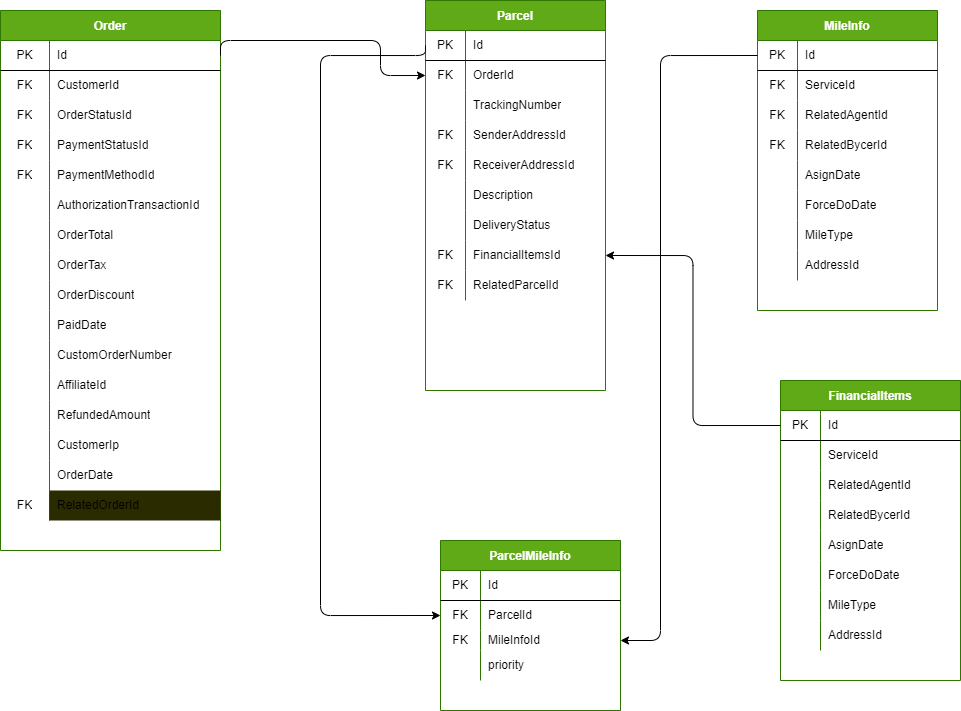 Order
PK Id
FK CustomerId
FK OrderStatusId
FK PaymentStatusId
FK PaymentMethodId
AuthorizationTransactionId
OrderTotal
OrderTax
OrderDiscount
PaidDate
CustomOrderNumber
AffiliateId
RefundedAmount
CustomerIp
OrderDate
FK RelatedOrderId
Parcel
PK Id
FK OrderId
TrackingNumber
FK SenderAddressId
FK ReceiverAddressId
Description
DeliveryStatus
FK FinancialItemsId
FK RelatedParcelId
MileInfo
PK Id
FK ServiceId
FK RelatedAgentId
FK RelatedBycerId
AsignDate
ForceDoDate
MileType
AddressId
FinancialItems
PK Id
ServiceId
RelatedAgentId
RelatedBycerId
AsignDate
ForceDoDate
MileType
AddressId
ParcelMileInfo
PK Id
FK ParcelId
FK MileInfoId
priority